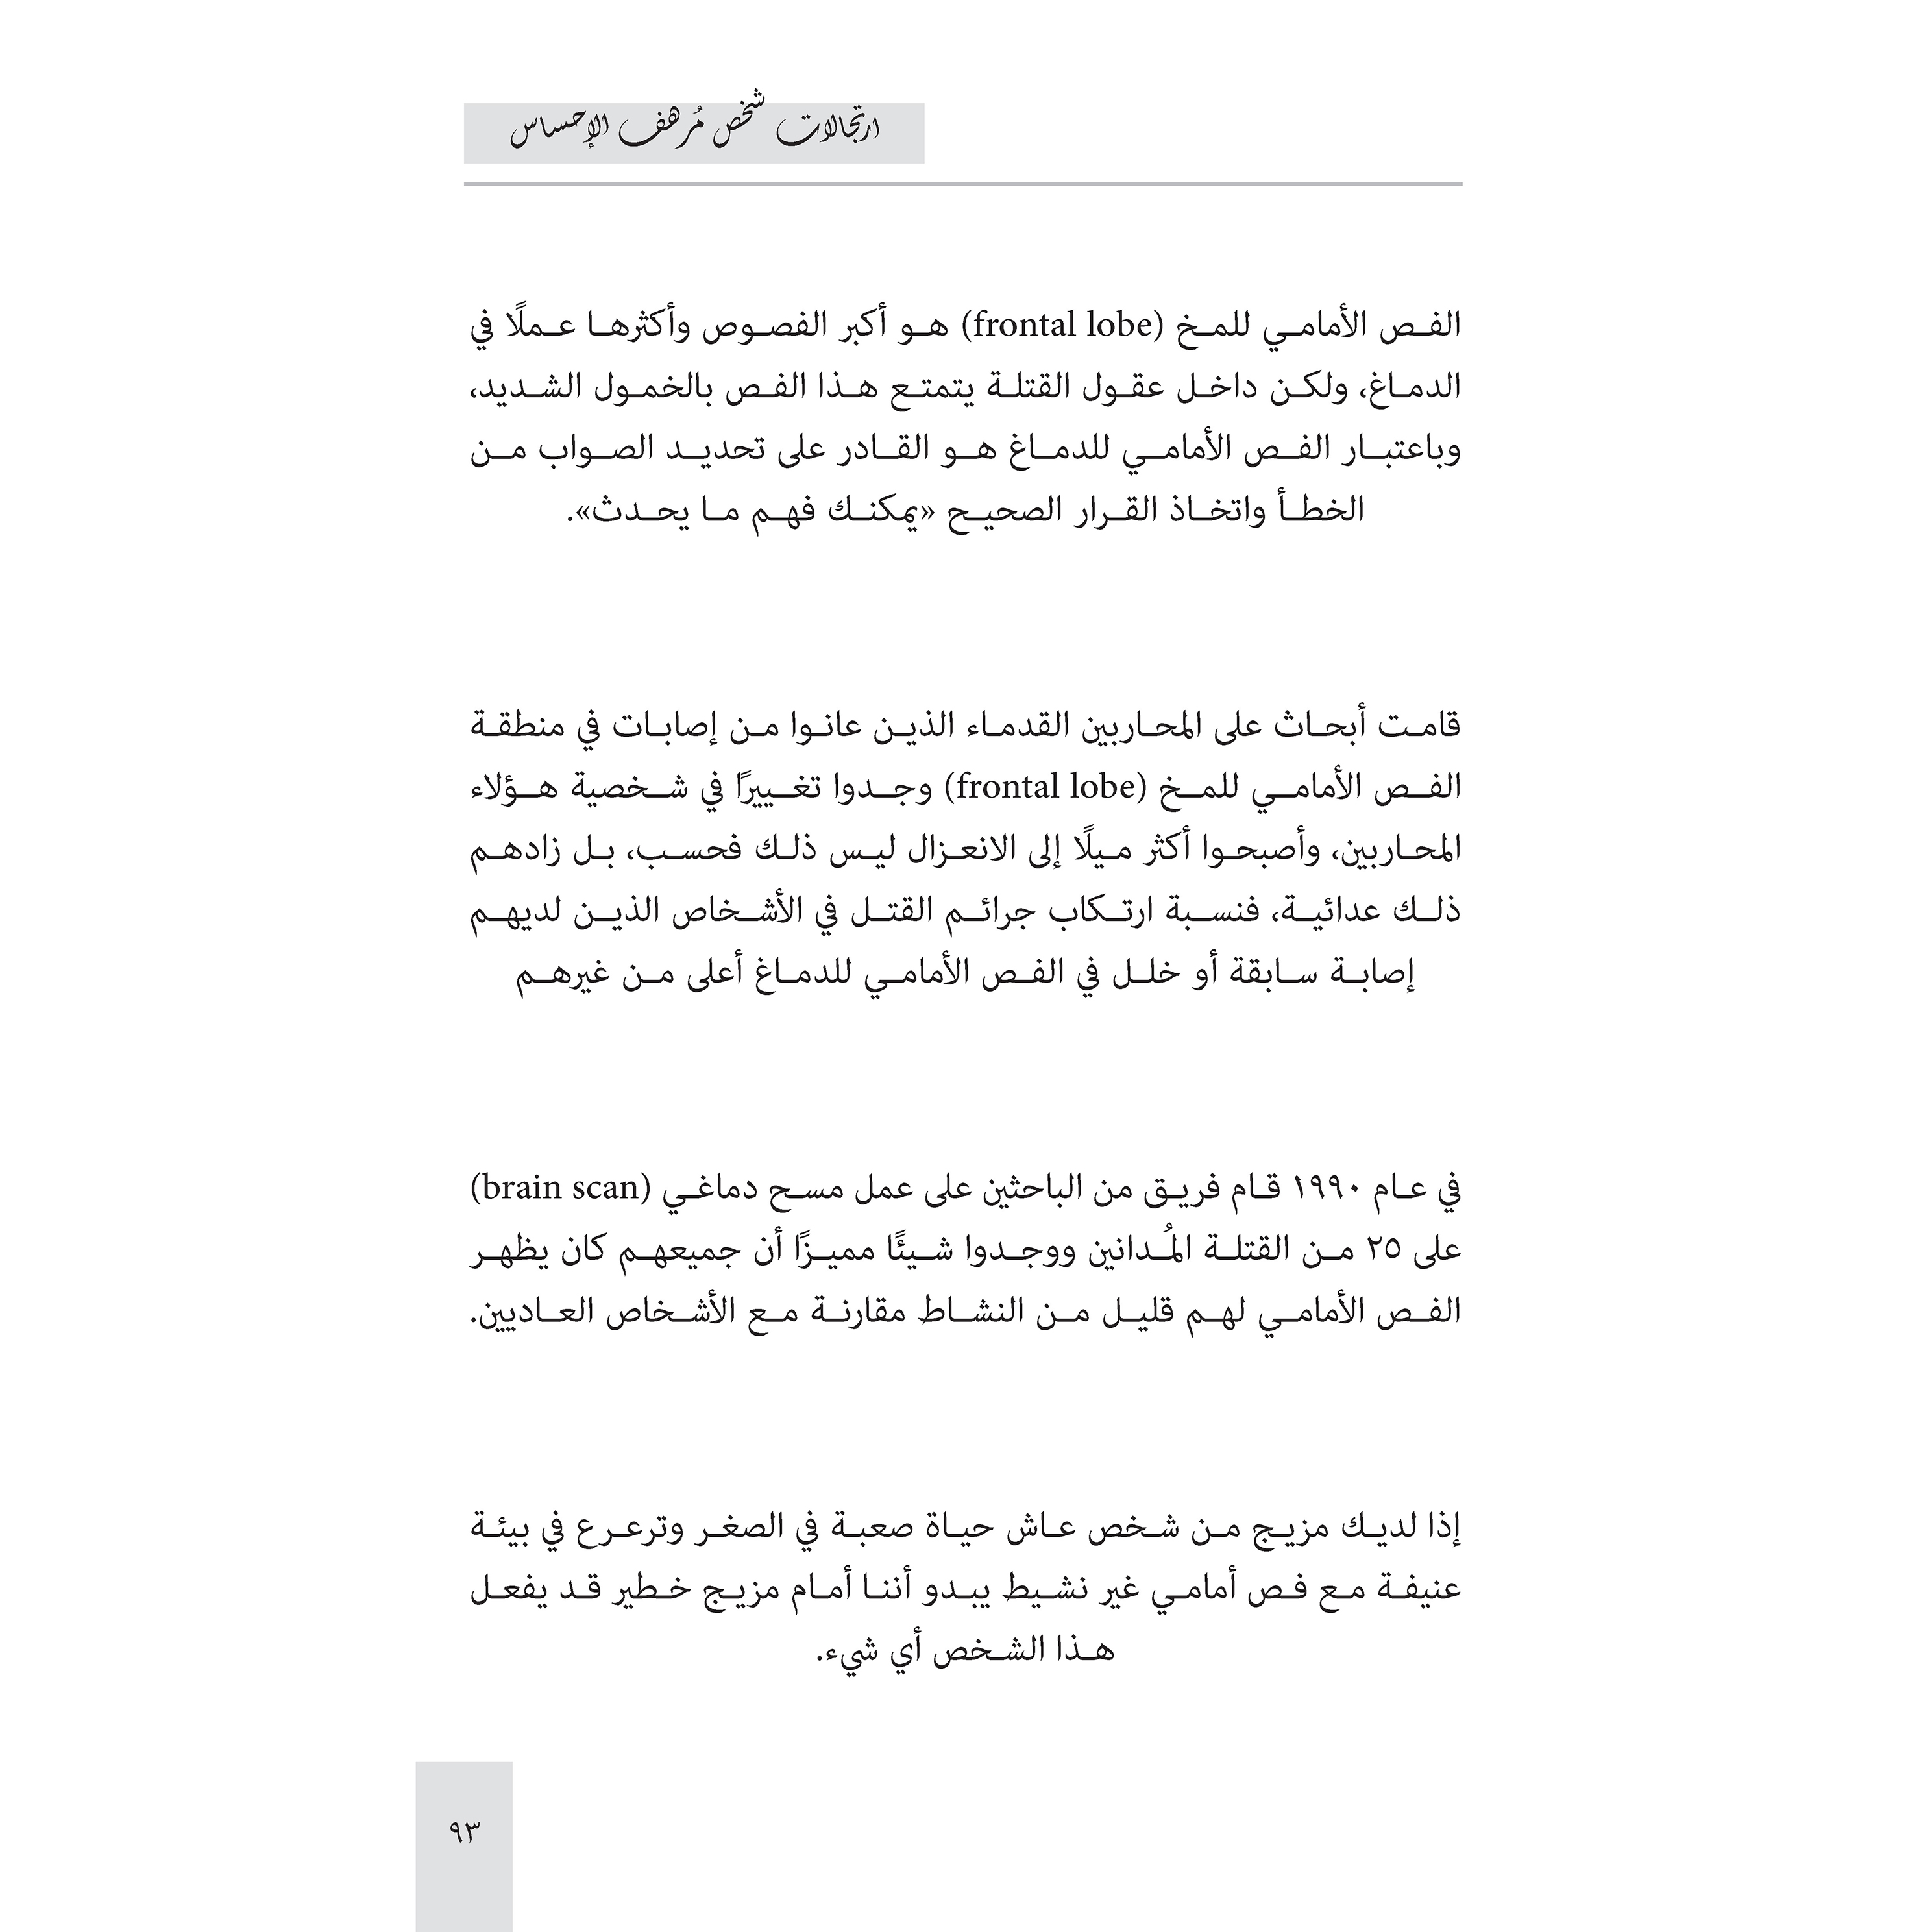 ارتجالات شخص مُرهف الإحساس
الفص الأمامي للمخ (frontal lobe) هو أكبر الفصوص وأكثرها عملًا في
الدماغ، ولكن داخل عقول القتلة يتمتع هذا الفص بالخمول الشديد،
وباعتبار الفص الأمامي للدماغ هو القادر على تحديد الصواب من
الخطأ واتخاذ القرار الصحيح «يمكنك فهم ما يحدث».
قامت أبحاث على المحاربين القدماء الذين عانوا من إصابات في منطقة
الفص الأمامي للمخ (frontal lobe) وجدوا تغييرًا في شخصية هؤلاء
المحاربين، وأصبحوا أكثر ميلًا إلى الانعزال ليس ذلك فحسب، بل زادهم
ذلك عدائية، فنسبة ارتكاب جرائم القتل في الأشخاص الذين لديهم
إصابة سابقة أو خلل في الفص الأمامي للدماغ أعلى من غيرهم
في عام ١٩٩٠ قام فريق من الباحثين على عمل مسح دماغي (brain scan)
على ٢٥ من القتلة المُدانين ووجدوا شيئًا مميزًا أن جميعهم كان يظهر
الفص الأمامي لهم قليل من النشاط مقارنة مع الأشخاص العاديين.
إذا لديك مزيج من شخص عاش حياة صعبة في الصغر وترعرع في بيئة
عنيفة مع فص أمامي غير نشيط يبدو أننا أمام مزيج خطير قد يفعل
هذا الشخص أي شيء.
٩٣